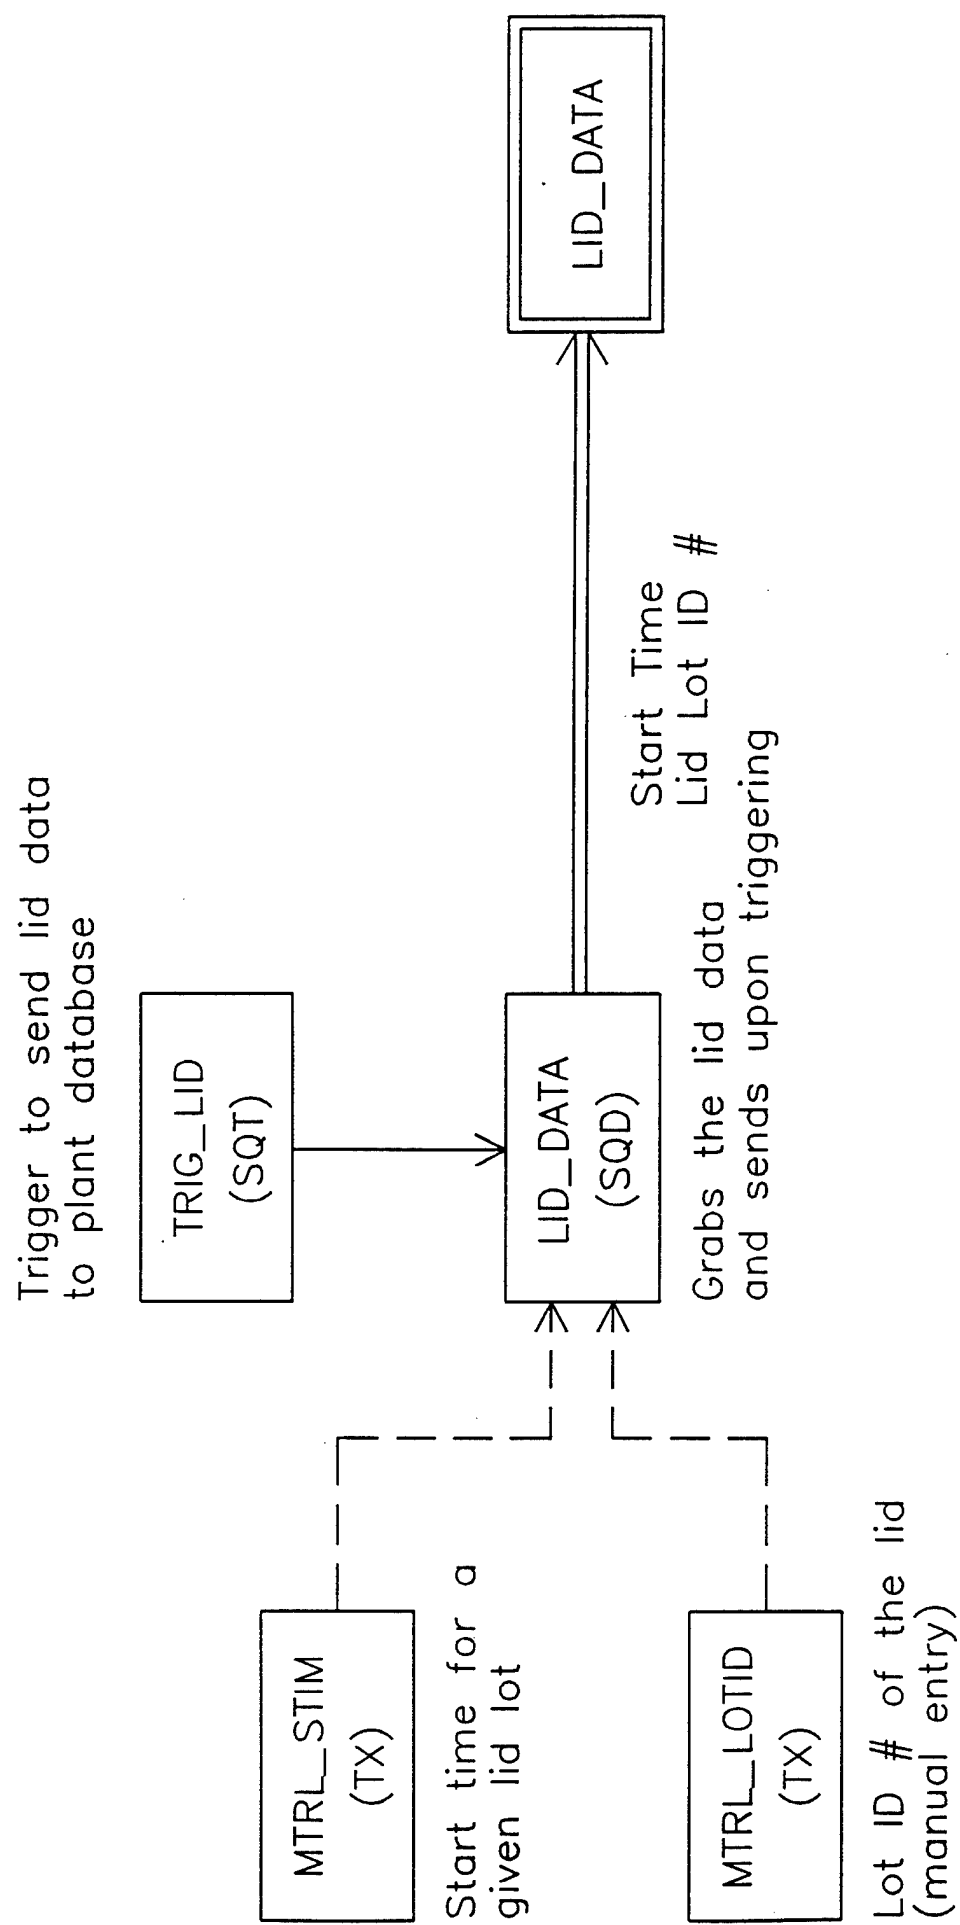 Trigger to send lid data
to plant database
TRIG_LID
(SQT)
MTRL_STIM
(TX)
Start time for a
given lid lot
LID_DATA
(SQD)
LID_DATA
Start Time
Lid Lot ID #
Grabs the lid data
and sends upon triggering
MTRL_LOTID
(TX)
Lot ID # of the lid
(manual entry)